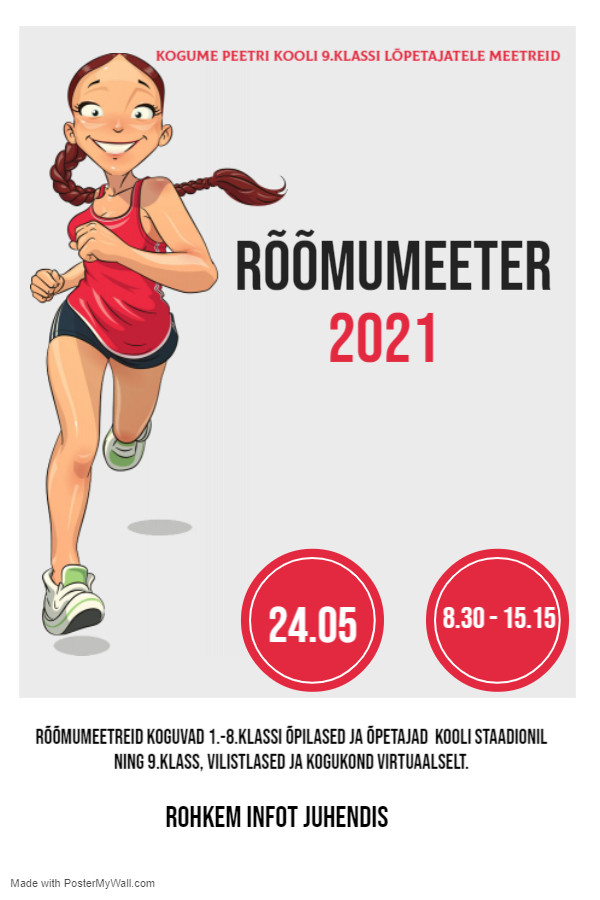 KOGUME PEETRI KOOLI 9.KLASSI LÕPETAJATELE MEETREID
RÕÕMUMEETER
2021
24.05
8.30 - 15.15
RÕÕMUMEETREID KOGUVAD 1.-8.KLASSI ÕPILASED JA ÕPETAJAD KOOLI STAADIONIL
NING 9.KLASS, VILISTLASED JA KOGUKOND VIRTUAALSELT.
ROHKEM INFOT JUHENDIS
Made with PosterMyWall.com